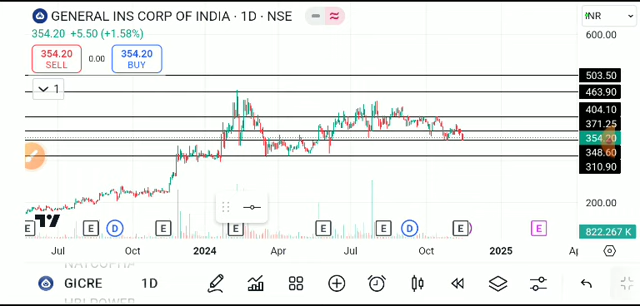 GENERAL INS CORP OF INDIA · 1D · NSE
INR
354.20 +5.50 (+1.58%)
600.00
354.20 SELL
0.00
354.20 BUY
503.50
1
463.90
404.10
371.25
354.20
348.60
310.90
200.00
E E D E E E E D E E
822.267 K
Jul Oct 2024 Apr Jul Oct 2025
GICRE 1D